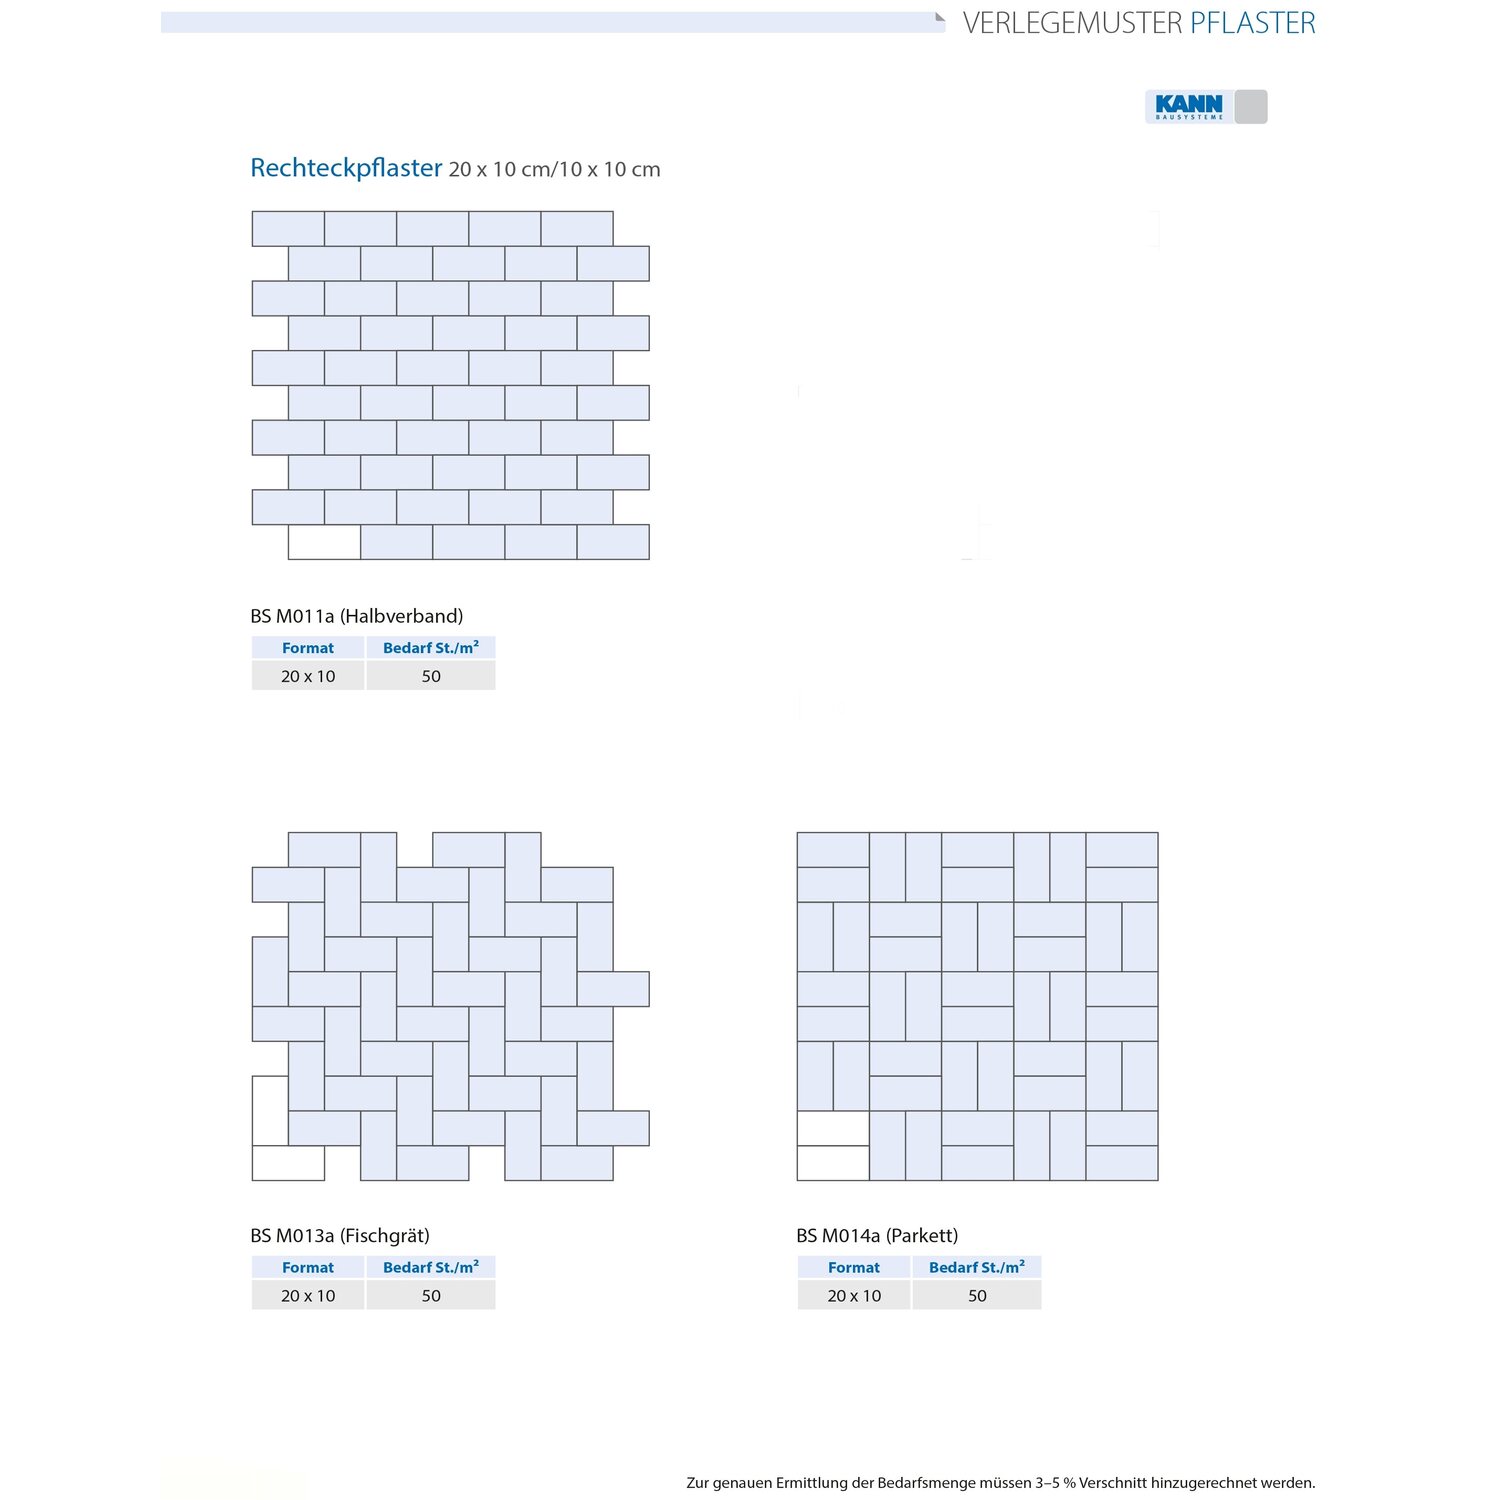 VERLEGEMUSTER PFLASTER
KANN
BAUSYSTEME
Rechteckpflaster 20 x 10 cm/10 x 10 cm
BS M011a (Halbverband)
Format Bedarf St./m²
20 x 10 50
BS M013a (Fischgrät)
Format Bedarf St./m²
20 x 10 50
BS M014a (Parkett)
Format Bedarf St./m²
20 x 10 50
Zur genauen Ermittlung der Bedarfsmenge müssen 3–5 % Verschnitt hinzugerechnet werden.